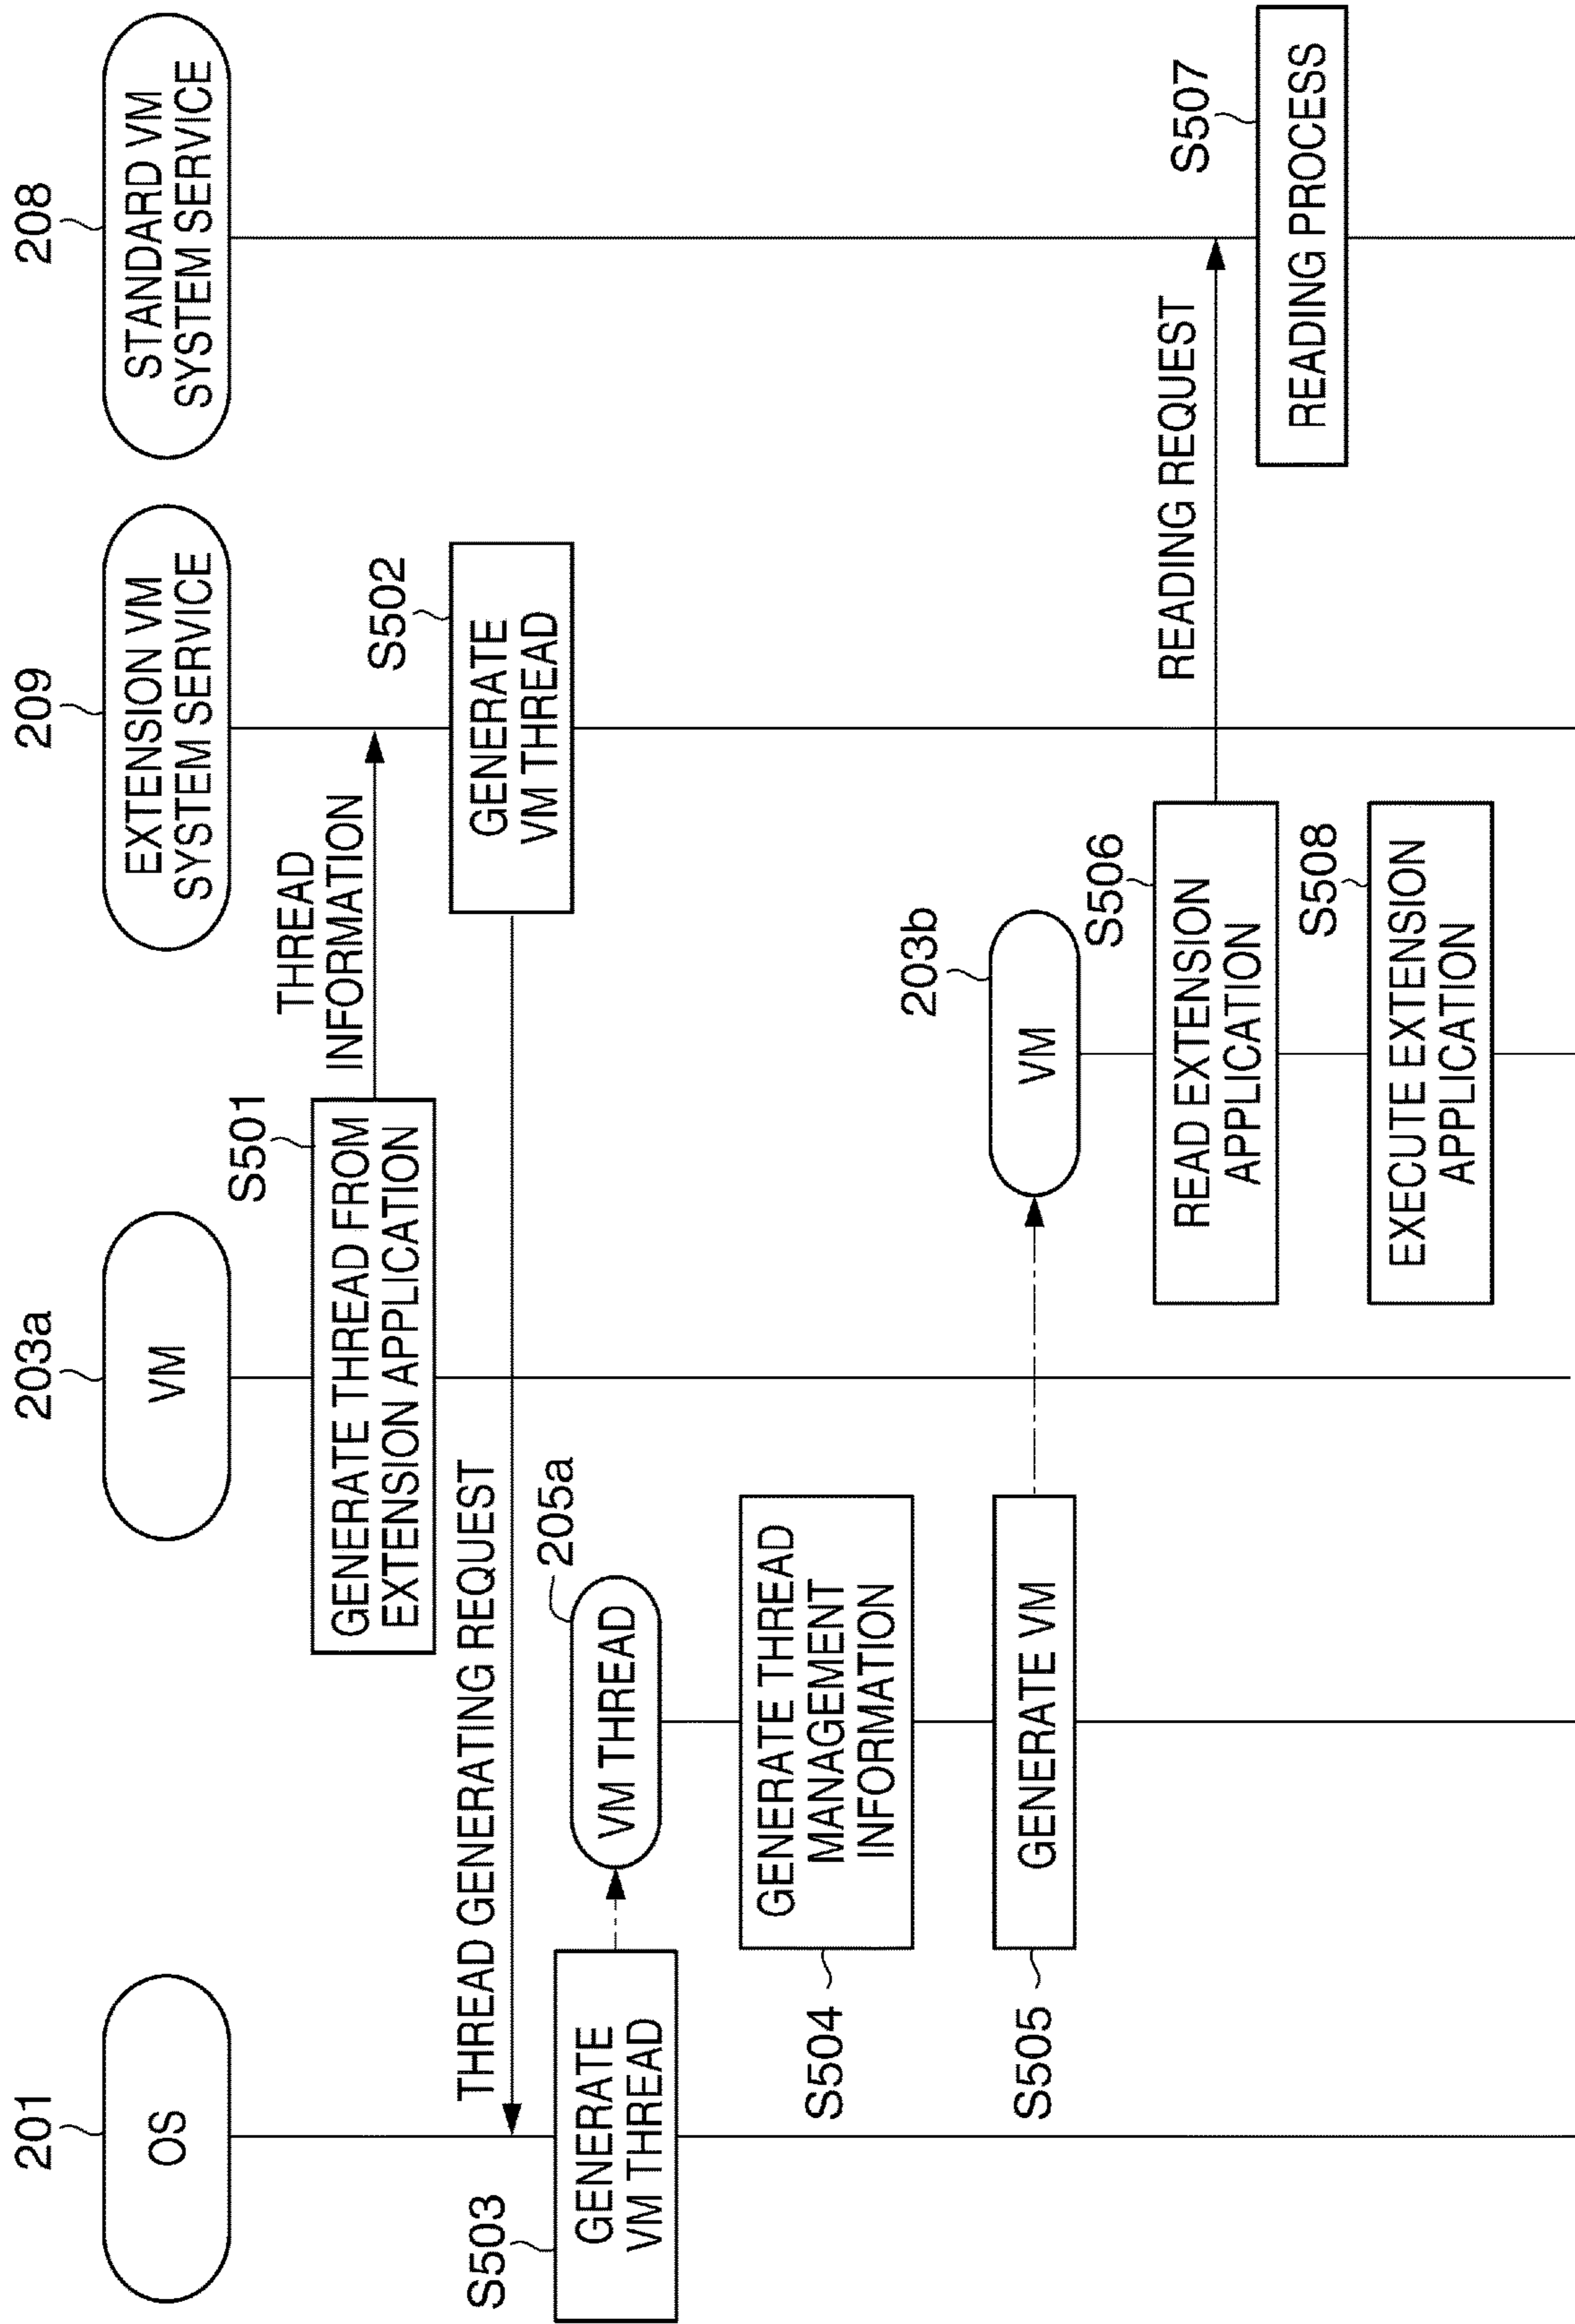 201
OS
203a
VM
209
EXTENSION VM
SYSTEM SERVICE
208
STANDARD VM
SYSTEM SERVICE
S501
GENERATE THREAD FROM
EXTENSION APPLICATION
THREAD
INFORMATION
S502
GENERATE
VM THREAD
THREAD GENERATING REQUEST
S503
GENERATE
VM THREAD
205a
VM THREAD
S504
GENERATE THREAD
MANAGEMENT
INFORMATION
S505
GENERATE VM
203b
VM
S506
READ EXTENSION
APPLICATION
READING REQUEST
S507
READING PROCESS
S508
EXECUTE EXTENSION
APPLICATION